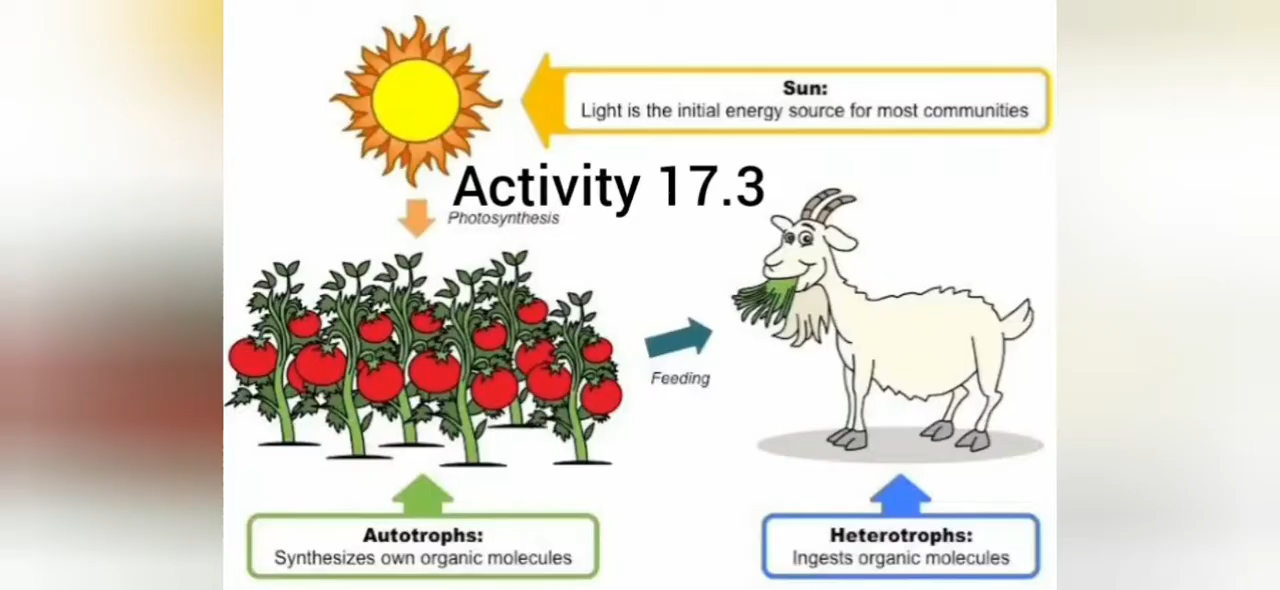 Sun:
Light is the initial energy source for most communities
Activity 17.3
Photosynthesis
Feeding
Autotrophs:
Synthesizes own organic molecules
Heterotrophs:
Ingests organic molecules